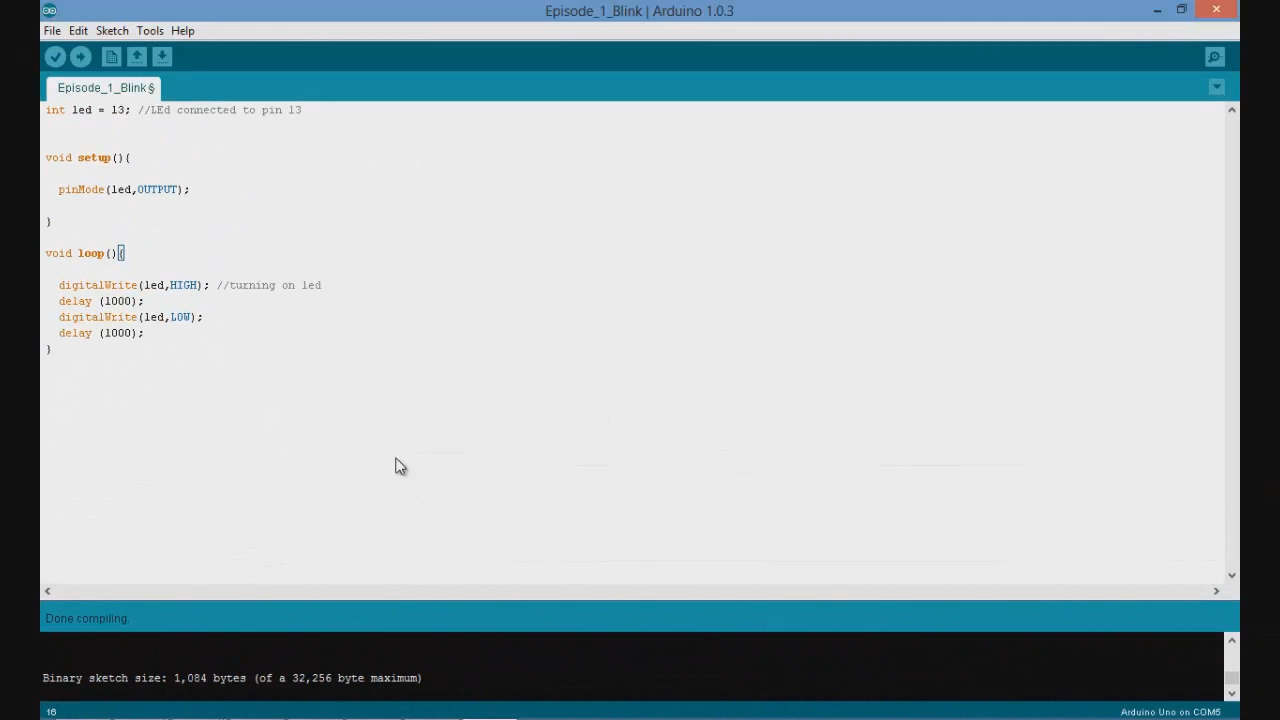 Episode_1_Blink | Arduino 1.0.3
File Edit Sketch Tools Help
Episode_1_Blink §
int led = 13; //LEd connected to pin 13
void setup(){
pinMode(led,OUTPUT);
}
void loop(){
digitalWrite(led,HIGH); //turning on led
delay (1000);
digitalWrite(led,LOW);
delay (1000);
}
Done compiling.
Binary sketch size: 1,084 bytes (of a 32,256 byte maximum)
16
Arduino Uno on COM5